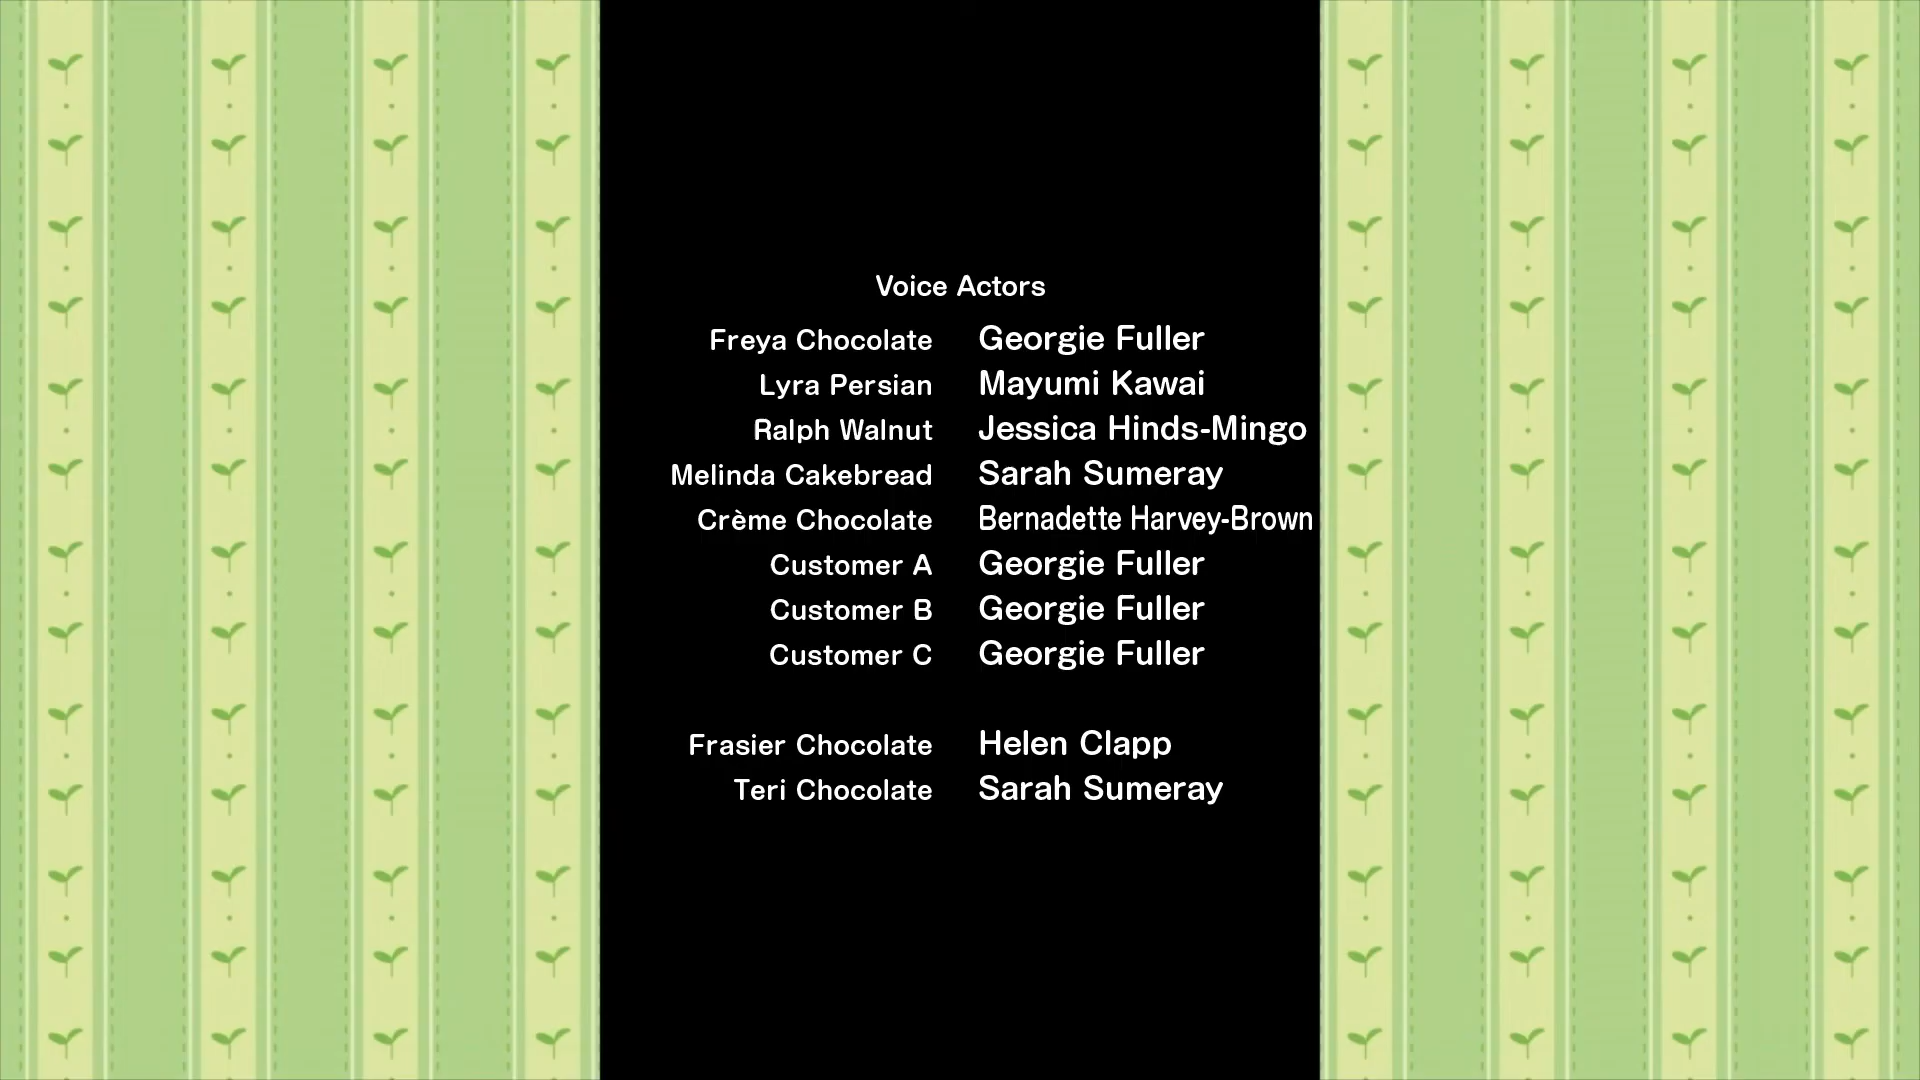 Voice Actors
Freya Chocolate Georgie Fuller
Lyra Persian Mayumi Kawai
Ralph Walnut Jessica Hinds-Mingo
Melinda Cakebread Sarah Sumeray
Crème Chocolate Bernadette Harvey-Brown
Customer A Georgie Fuller
Customer B Georgie Fuller
Customer C Georgie Fuller
Frasier Chocolate Helen Clapp
Teri Chocolate Sarah Sumeray